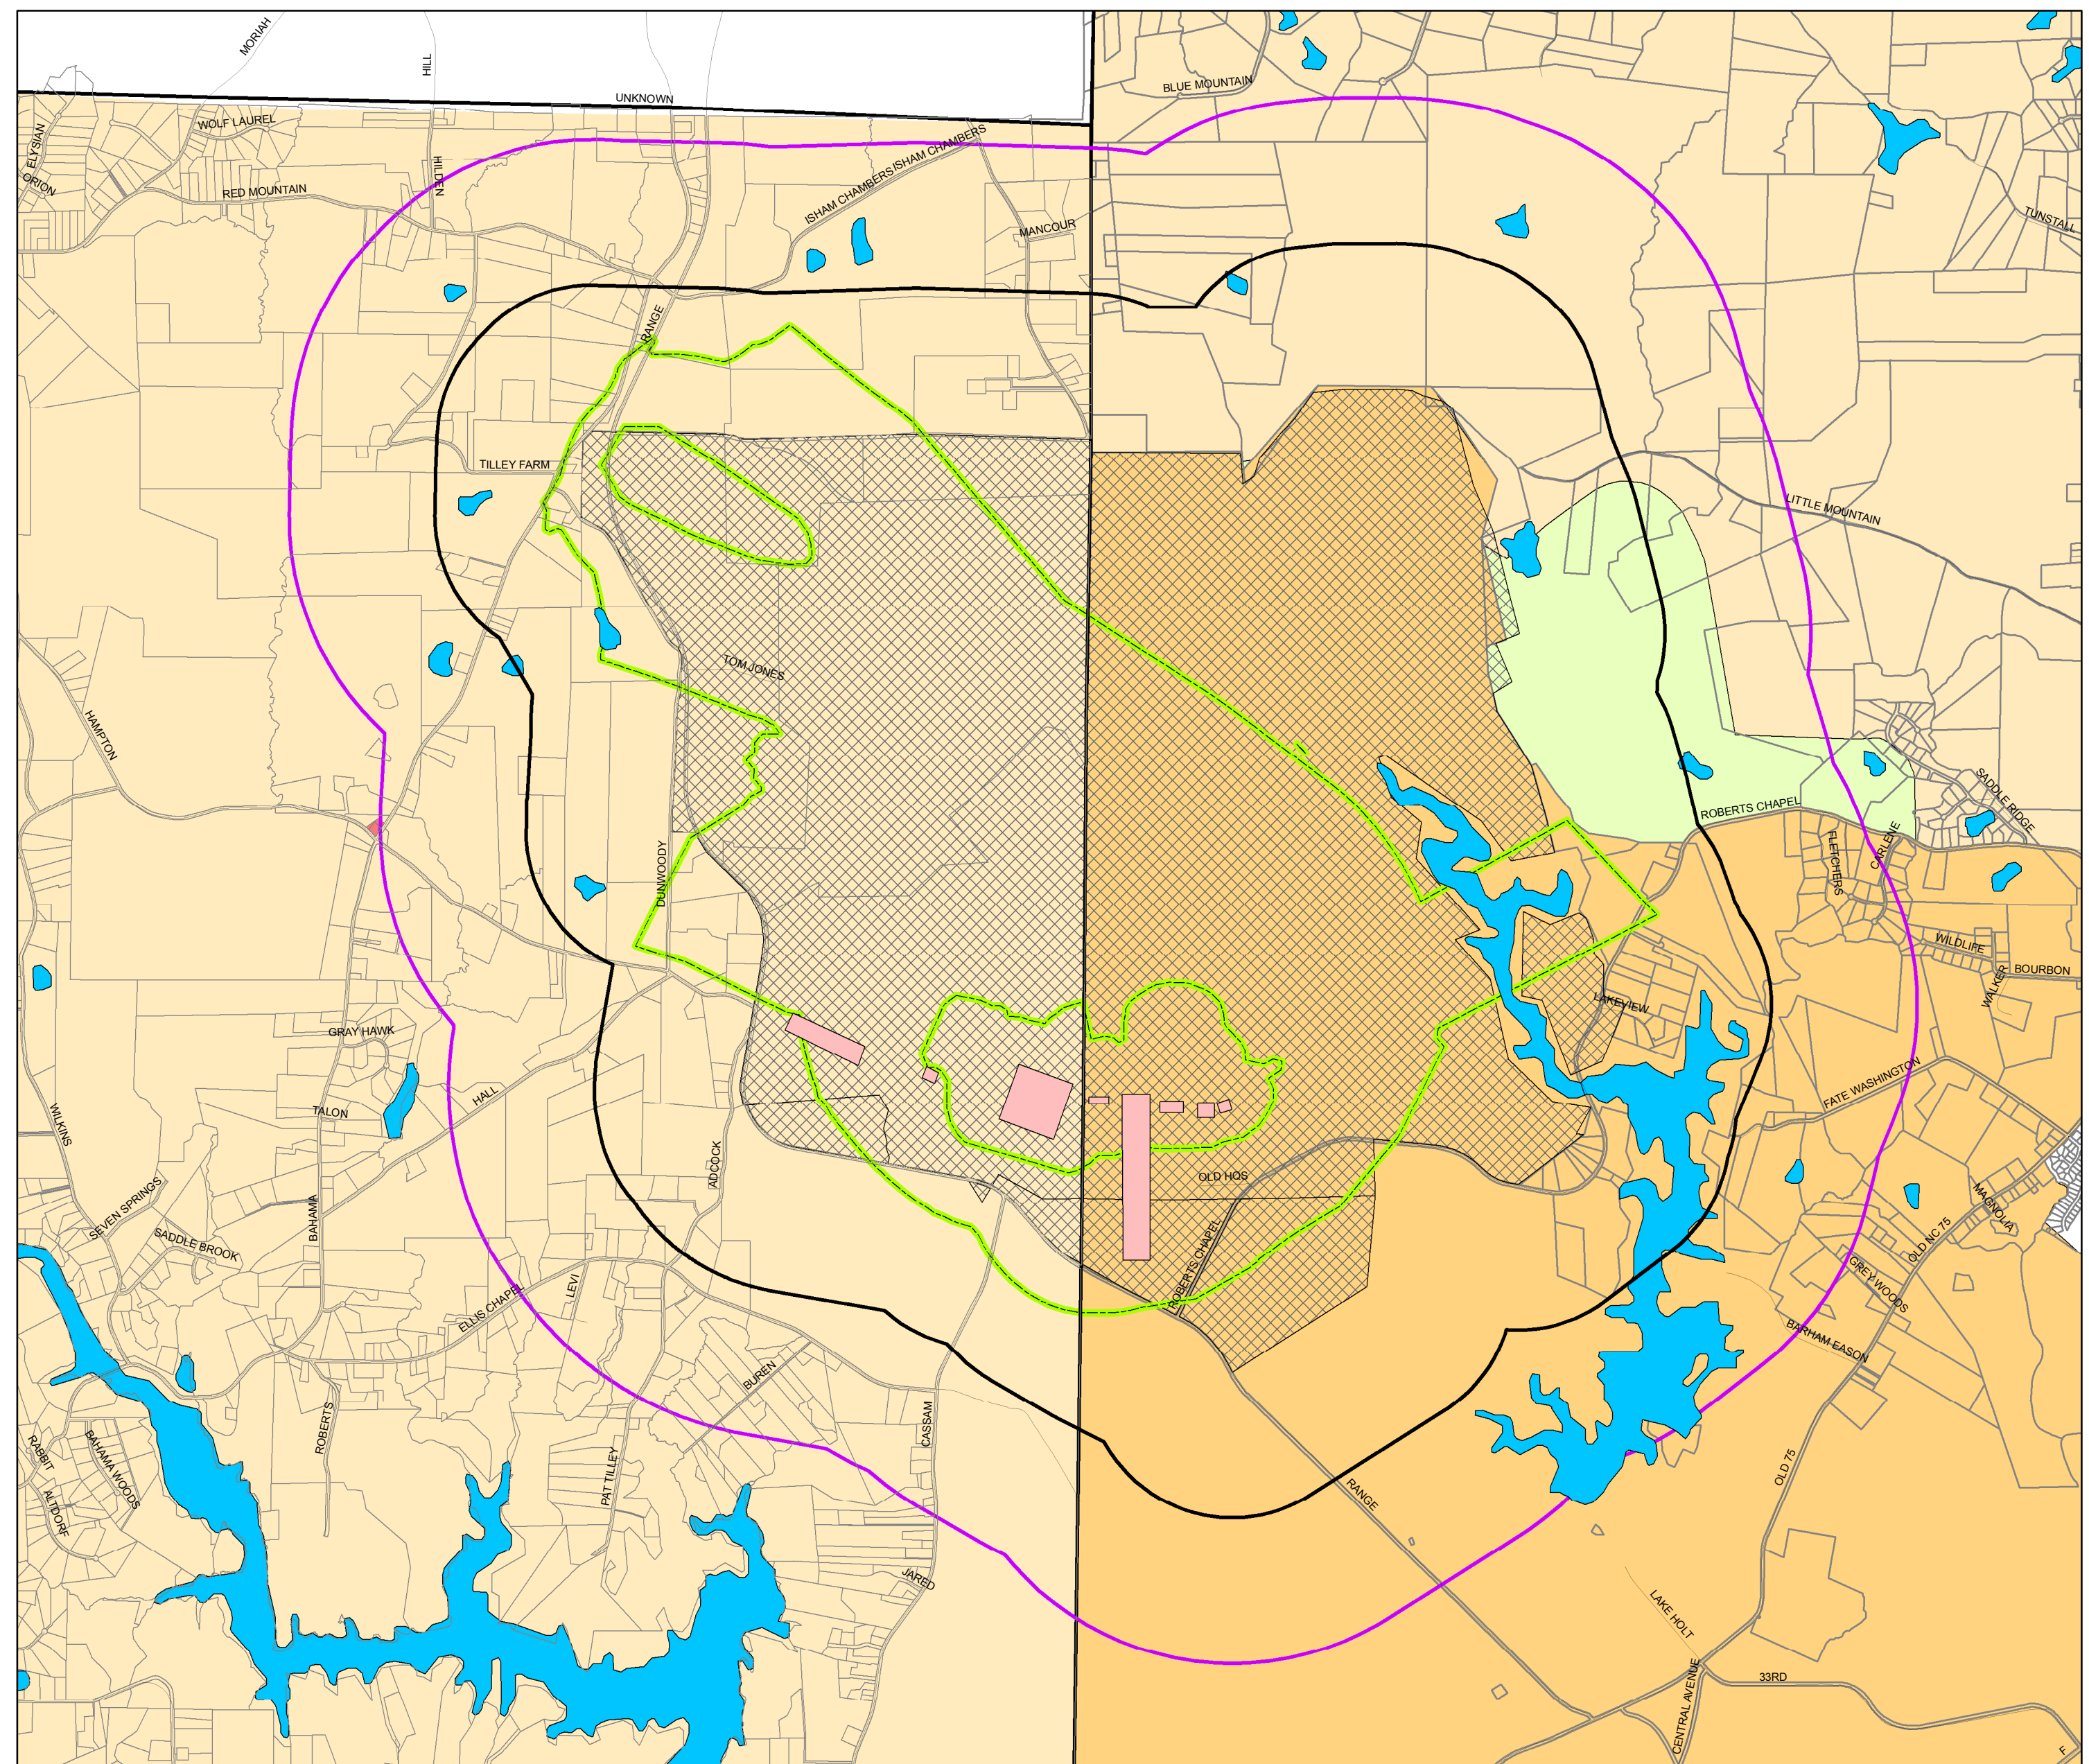 MORIAH
HILL
UNKNOWN
BLUE MOUNTAIN
WOLF LAUREL
ELYSIAN
ORION
RED MOUNTAIN
HILDEN
ISHAM CHAMBERS
ISHAM CHAMBERS
MANCOUR
TUNSTALL
RANGE
TILLEY FARM
LITTLE MOUNTAIN
TOM JONES
HAMPTON
SADDLE RIDGE
ROBERTS CHAPEL
FLETCHERS
CARLENE
DUNWOODY
WILDLIFE
BOURBON
WALKER
LAKEVIEW
GRAY HAWK
HALL
TALON
FATE WASHINGTON
WILKINS
ADCOCK
OLD HQS
SEVEN SPRINGS
BAHAMA
SADDLE BROOK
MAGNOLIA
OLD NC 75
ROBERTS CHAPEL
GREY WOODS
LEVI
ELLIS CHAPEL
BARHAM EASON
BUREN
CASSAM
ROBERTS
RABBIT
BAHAMA WOODS
PAT TILLEY
ALTDORF
RANGE
OLD 75
JARED
LAKE HOLT
33RD
CENTRAL AVENUE
F